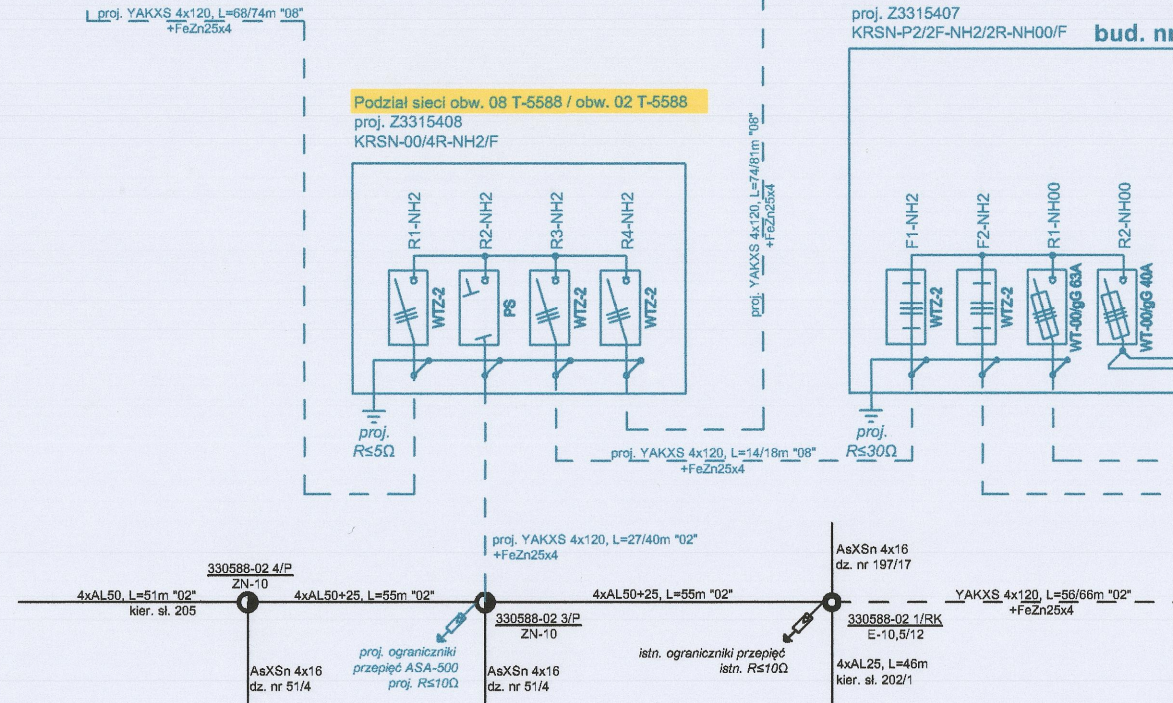 proj. YAKXS 4x120, L=68/74m "08"
+FeZn25x4
proj. Z3315407
KRSN-P2/2F-NH2/2R-NH00/F
bud. nr
Podział sieci obw. 08 T-5588 / obw. 02 T-5588
proj. Z3315408
KRSN-00/4R-NH2/F
R1-NH2
R2-NH2
R3-NH2
R4-NH2
WTZ-2
PS
WTZ-2
WTZ-2
proj.
R≤5Ω
proj. YAKXS 4x120, L=74/81m "08"
+FeZn25x4
F1-NH2
F2-NH2
R1-NH00
R2-NH00
WTZ-2
WTZ-2
WT-00/gG 63A
WT-00/gG 40A
proj.
R≤30Ω
proj. YAKXS 4x120, L=14/18m "08"
+FeZn25x4
proj. YAKXS 4x120, L=27/40m "02"
+FeZn25x4
AsXSn 4x16
dz. nr 197/17
330588-02 4/P
ZN-10
4xAL50, L=51m "02"
kier. sł. 205
4xAL50+25, L=55m "02"
4xAL50+25, L=55m "02"
YAKXS 4x120, L=56/66m "02"
+FeZn25x4
330588-02 3/P
ZN-10
330588-02 1/RK
E-10,5/12
proj. ograniczniki
przepięć ASA-500
proj. R≤10Ω
istn. ograniczniki przepięć
istn. R≤10Ω
AsXSn 4x16
dz. nr 51/4
AsXSn 4x16
dz. nr 51/4
4xAL25, L=46m
kier. sł. 202/1